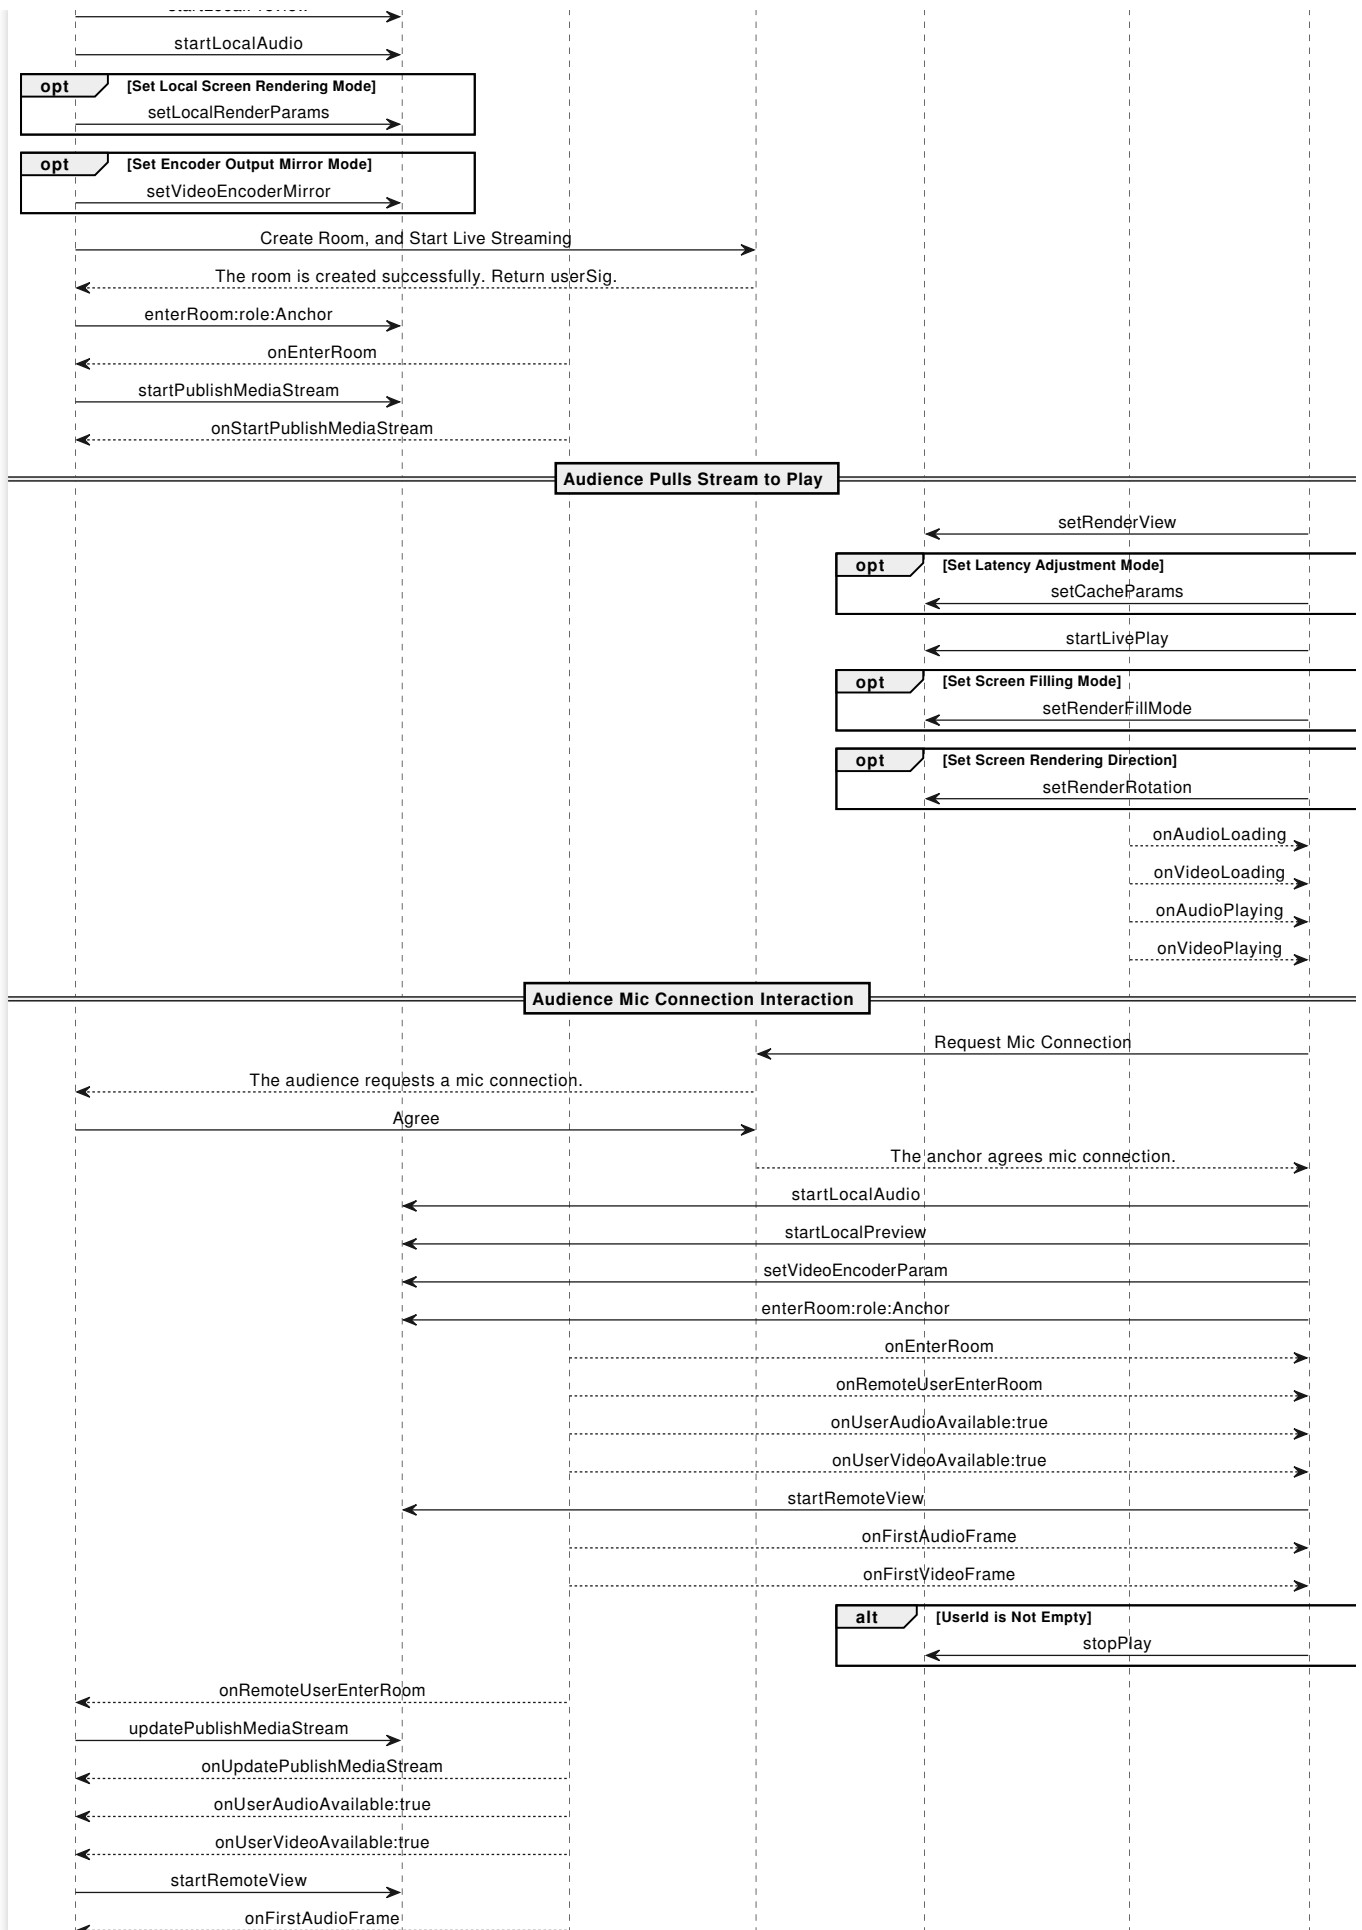 startLocalAudio
opt [Set Local Screen Rendering Mode]
setLocalRenderParams
opt [Set Encoder Output Mirror Mode]
setVideoEncoderMirror
Create Room, and Start Live Streaming
The room is created successfully. Return userSig.
enterRoom:role:Anchor
onEnterRoom
startPublishMediaStream
onStartPublishMediaStream
Audience Pulls Stream to Play
setRenderView
opt [Set Latency Adjustment Mode]
setCacheParams
startLivePlay
opt [Set Screen Filling Mode]
setRenderFillMode
opt [Set Screen Rendering Direction]
setRenderRotation
onAudioLoading
onVideoLoading
onAudioPlaying
onVideoPlaying
Audience Mic Connection Interaction
Request Mic Connection
The audience requests a mic connection.
Agree
The anchor agrees mic connection.
startLocalAudio
startLocalPreview
setVideoEncoderParam
enterRoom:role:Anchor
onEnterRoom
onRemoteUserEnterRoom
onUserAudioAvailable:true
onUserVideoAvailable:true
startRemoteView
onFirstAudioFrame
onFirstVideoFrame
alt [UserId is Not Empty]
stopPlay
onRemoteUserEnterRoom
updatePublishMediaStream
onUpdatePublishMediaStream
onUserAudioAvailable:true
onUserVideoAvailable:true
startRemoteView
onFirstAudioFrame